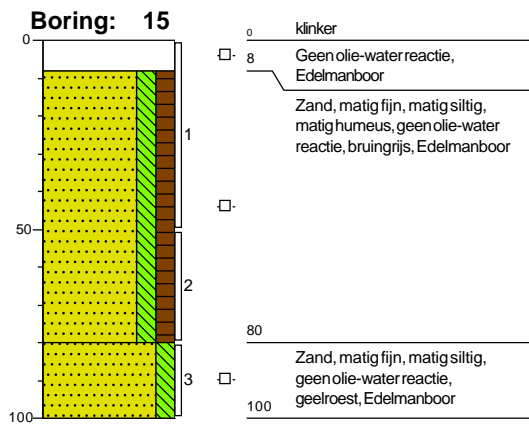 Boring: 15
0
50
100
1
2
3
0
klinker
8
Geen olie-water reactie,
Edelmanboor
Zand, matig fijn, matig siltig,
matig humeus, geen olie-water
reactie, bruingrijs, Edelmanboor
80
Zand, matig fijn, matig siltig,
geen olie-water reactie,
geelroest, Edelmanboor
100